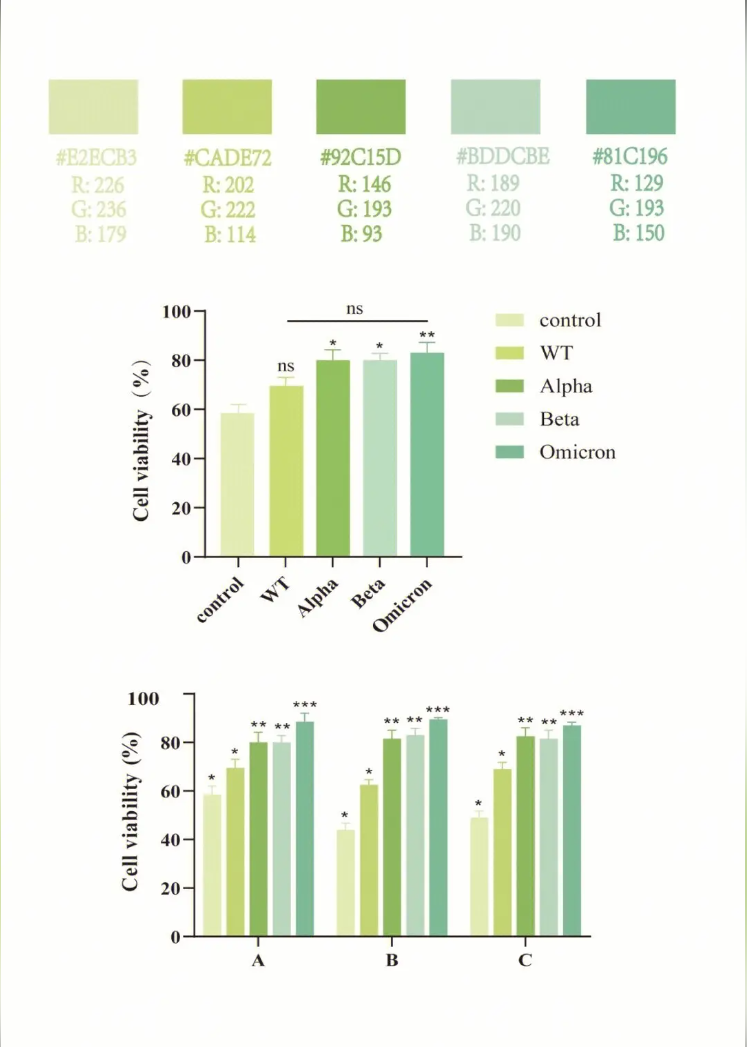 #E2ECB3 #CADE72 #92C15D #BDDCBE #81C196
R: 226 R: 202 R: 146 R: 189 R: 129
G: 236 G: 222 G: 193 G: 220 G: 193
B: 179 B: 114 B: 93 B: 190 B: 150
ns
100
80
60
40
20
0
Cell viability (%)
ns * * **
control
WT
Alpha
Beta
Omicron
control WT Alpha Beta Omicron
100
80
60
40
20
0
Cell viability (%)
* * ** ** ***
* * ** ** ***
* * ** ** ***
A B C